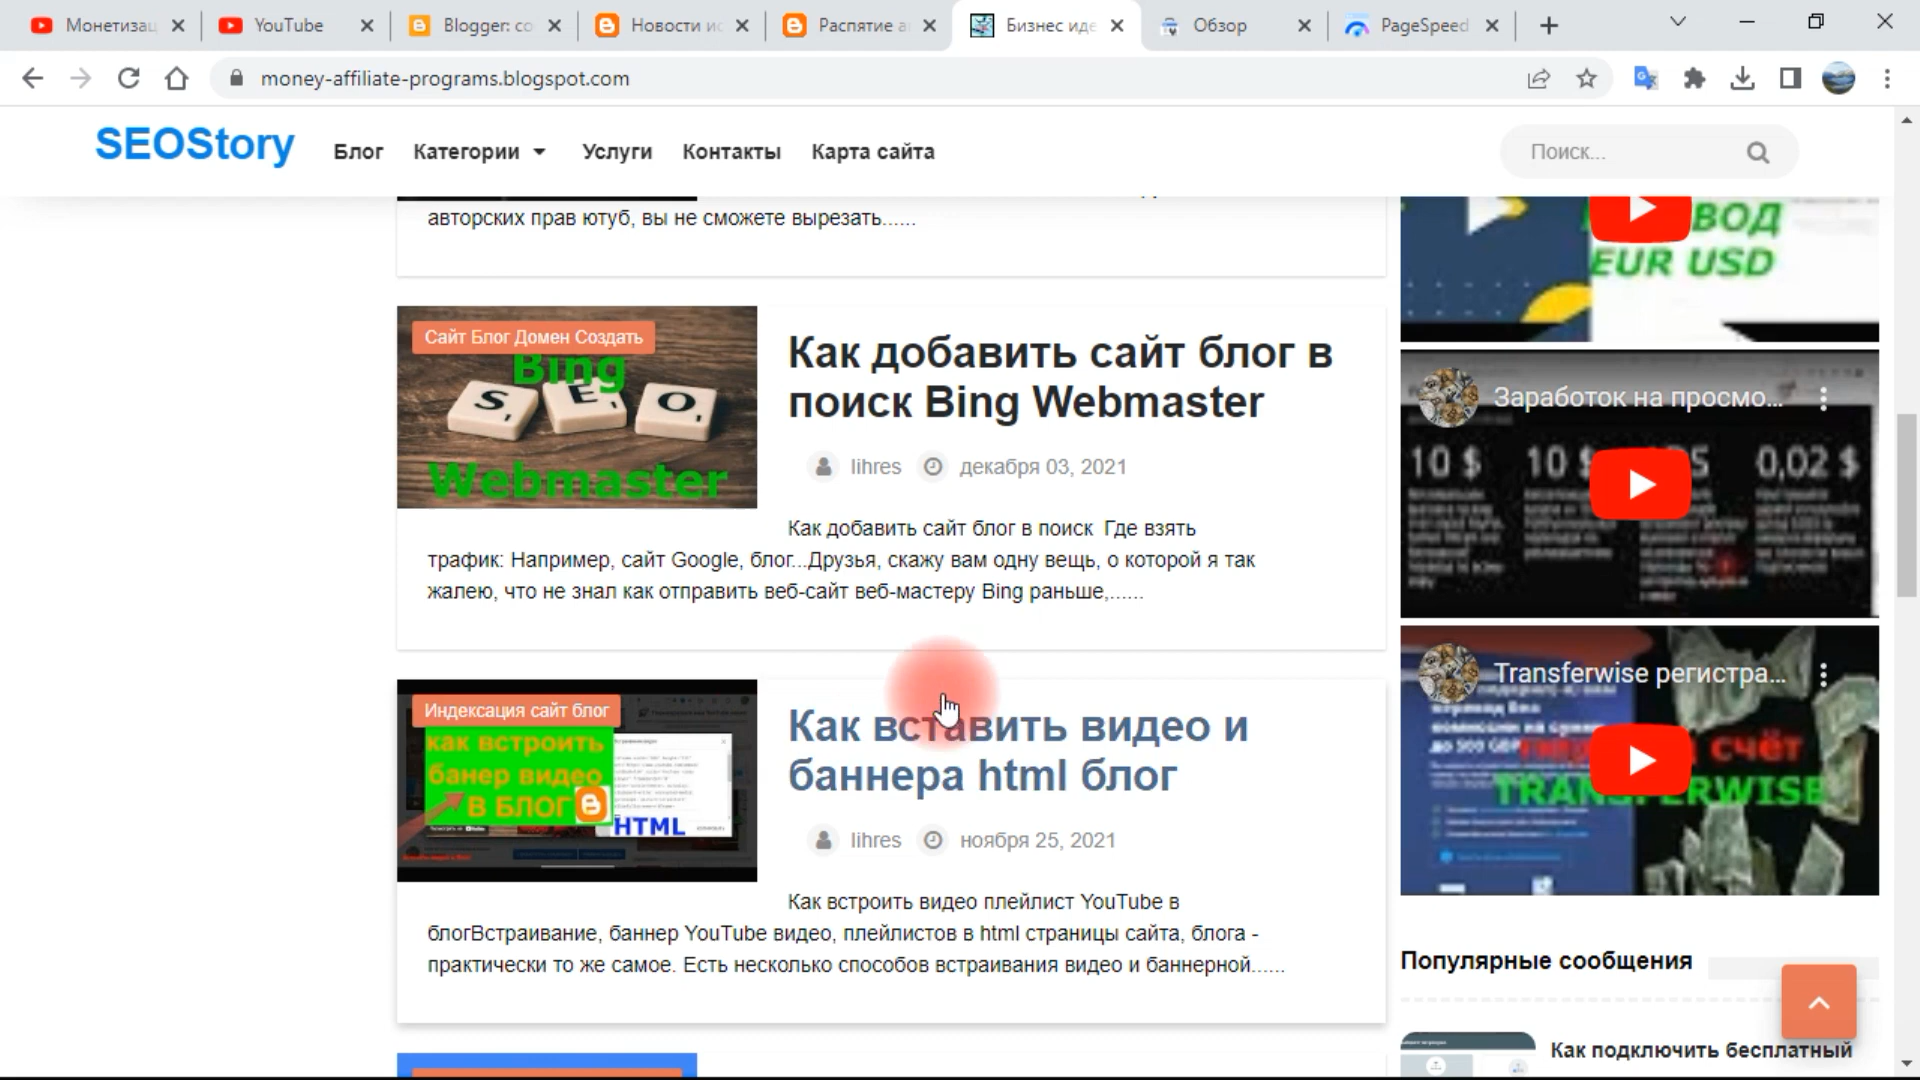 Монетизац
YouTube
Blogger: со
Новости ис
Распятие а
Бизнес иде
Обзор
PageSpeed
money-affiliate-programs.blogspot.com
SEOStory
Блог
Категории
Услуги
Контакты
Карта сайта
Поиск...
авторских прав ютуб, вы не сможете вырезать......
ВОД
EUR USD
Сайт Блог Домен Создать
Bing
S E O
Webmaster
Как добавить сайт блог в
поиск Bing Webmaster
lihres
декабря 03, 2021
Как добавить сайт блог в поиск Где взять
трафик: Например, сайт Google, блог...Друзья, скажу вам одну вещь, о которой я так
жалею, что не знал как отправить веб-сайт веб-мастеру Bing раньше,......
Заработок на просмо...
10 $
10 $
0,02 $
Индексация сайт блог
как встроить
банер видео
В БЛОГ
HTML
Как вставить видео и
баннера html блог
lihres
ноября 25, 2021
Как встроить видео плейлист YouTube в
блогВстраивание, баннер YouTube видео, плейлистов в html страницы сайта, блога -
практически то же самое. Есть несколько способов встраивания видео и баннерной......
Transferwise регистра...
счёт
TRANSFERWISE
Популярные сообщения
Как подключить бесплатный